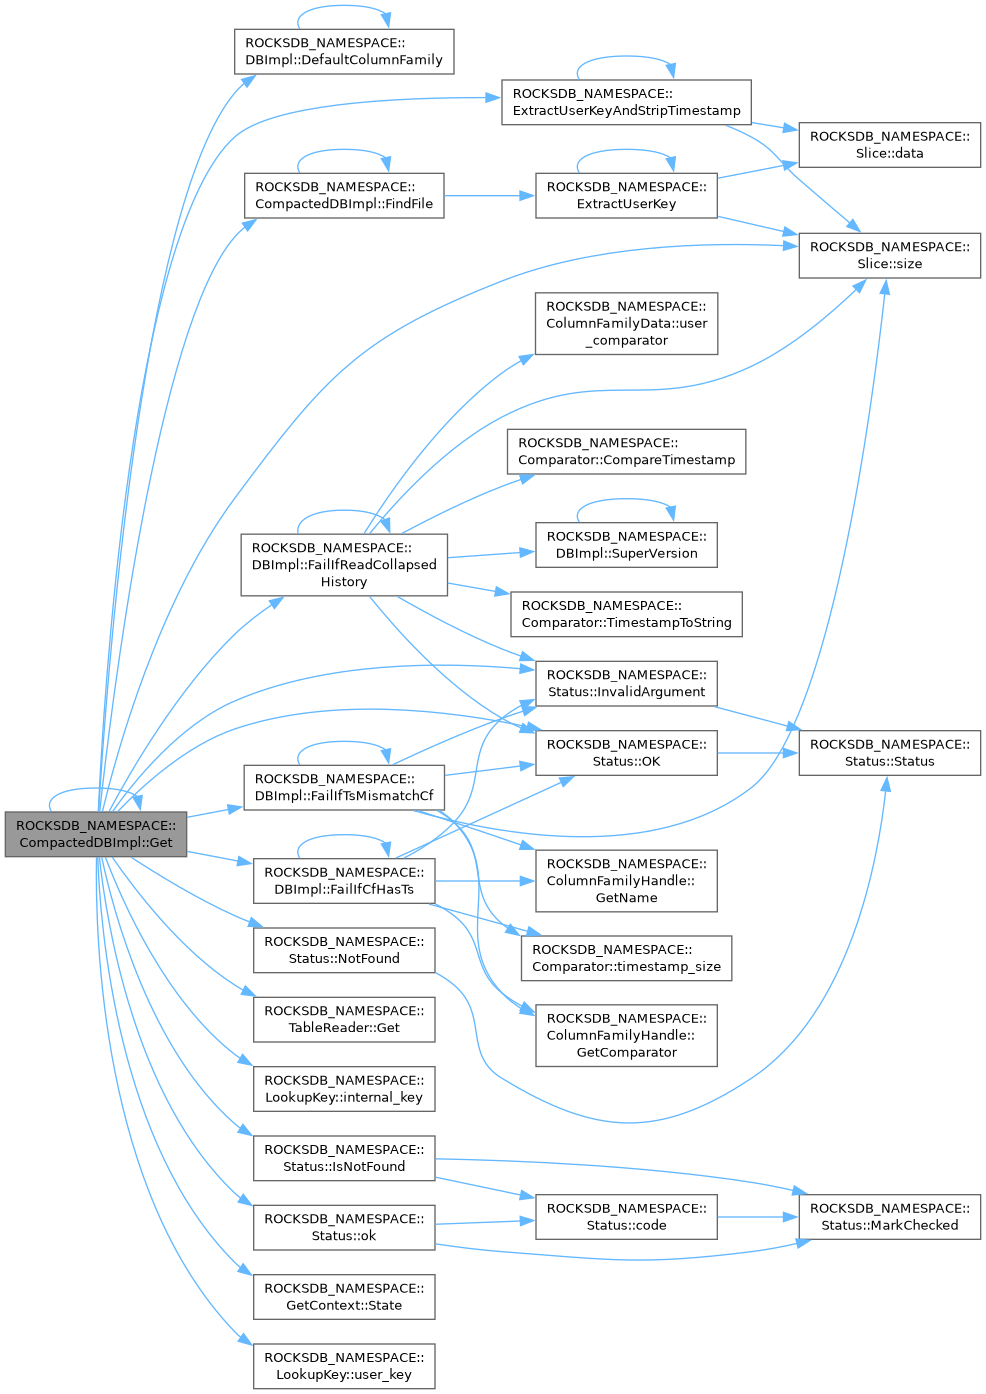 ROCKSDB_NAMESPACE::
DBImpl::DefaultColumnFamily
ROCKSDB_NAMESPACE::
ExtractUserKeyAndStripTimestamp
ROCKSDB_NAMESPACE::
Slice::data
ROCKSDB_NAMESPACE::
CompactedDBImpl::FindFile
ROCKSDB_NAMESPACE::
ExtractUserKey
ROCKSDB_NAMESPACE::
Slice::size
ROCKSDB_NAMESPACE::
ColumnFamilyData::user
_comparator
ROCKSDB_NAMESPACE::
Comparator::CompareTimestamp
ROCKSDB_NAMESPACE::
DBImpl::FailIfReadCollapsed
History
ROCKSDB_NAMESPACE::
DBImpl::SuperVersion
ROCKSDB_NAMESPACE::
Comparator::TimestampToString
ROCKSDB_NAMESPACE::
Status::InvalidArgument
ROCKSDB_NAMESPACE::
Status::OK
ROCKSDB_NAMESPACE::
Status::Status
ROCKSDB_NAMESPACE::
DBImpl::FailIfTsMismatchCf
ROCKSDB_NAMESPACE::
CompactedDBImpl::Get
ROCKSDB_NAMESPACE::
DBImpl::FailIfCfHasTs
ROCKSDB_NAMESPACE::
ColumnFamilyHandle::
GetName
ROCKSDB_NAMESPACE::
Status::NotFound
ROCKSDB_NAMESPACE::
Comparator::timestamp_size
ROCKSDB_NAMESPACE::
TableReader::Get
ROCKSDB_NAMESPACE::
ColumnFamilyHandle::
GetComparator
ROCKSDB_NAMESPACE::
LookupKey::internal_key
ROCKSDB_NAMESPACE::
Status::IsNotFound
ROCKSDB_NAMESPACE::
Status::code
ROCKSDB_NAMESPACE::
Status::MarkChecked
ROCKSDB_NAMESPACE::
Status::ok
ROCKSDB_NAMESPACE::
GetContext::State
ROCKSDB_NAMESPACE::
LookupKey::user_key